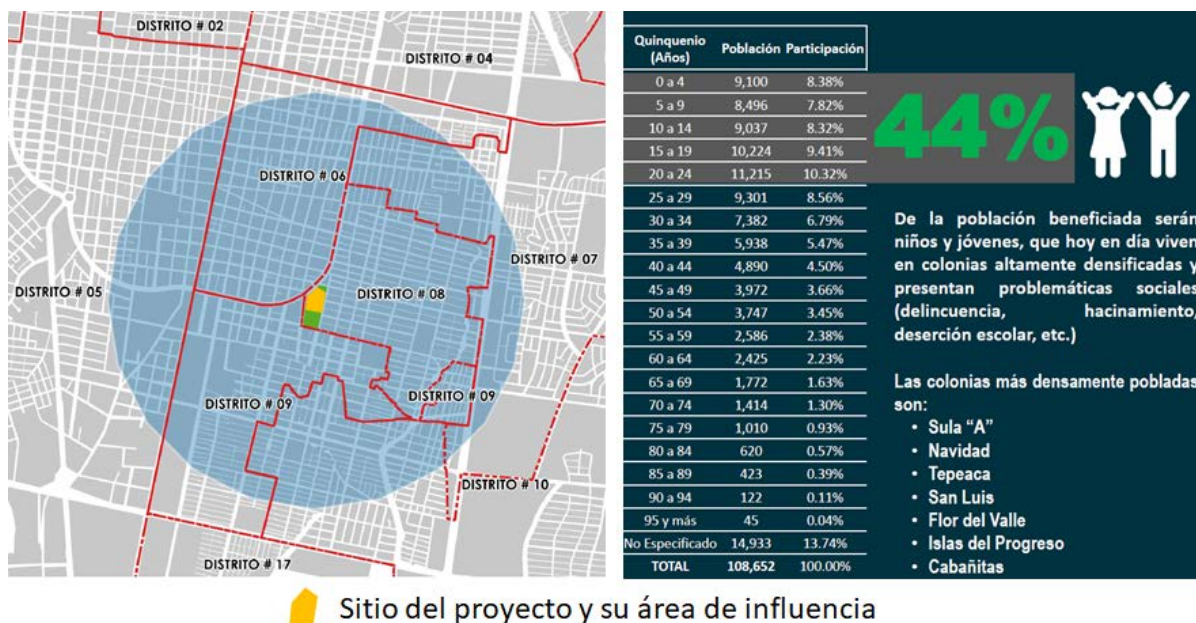 DISTRITO # 02
DISTRITO # 04
DISTRITO # 06
DISTRITO # 07
DISTRITO # 05
DISTRITO # 08
DISTRITO # 09
DISTRITO # 09
DISTRITO # 10
DISTRITO # 17
Quinquenio (Años) Población Participación
0 a 4 9,100 8.38%
5 a 9 8,496 7.82%
10 a 14 9,037 8.32%
15 a 19 10,224 9.41%
20 a 24 11,215 10.32%
25 a 29 9,301 8.56%
30 a 34 7,382 6.79%
35 a 39 5,938 5.47%
40 a 44 4,890 4.50%
45 a 49 3,972 3.66%
50 a 54 3,747 3.45%
55 a 59 2,586 2.38%
60 a 64 2,425 2.23%
65 a 69 1,772 1.63%
70 a 74 1,414 1.30%
75 a 79 1,010 0.93%
80 a 84 620 0.57%
85 a 89 423 0.39%
90 a 94 122 0.11%
95 y más 45 0.04%
No Especificado 14,933 13.74%
TOTAL 108,652 100.00%
44%
De la población beneficiada serán
niños y jóvenes, que hoy en día viven
en colonias altamente densificadas y
presentan problemáticas sociales
(delincuencia, hacinamiento,
deserción escolar, etc.)
Las colonias más densamente pobladas
son:
• Sula "A"
• Navidad
• Tepeaca
• San Luis
• Flor del Valle
• Islas del Progreso
• Cabañitas
Sitio del proyecto y su área de influencia